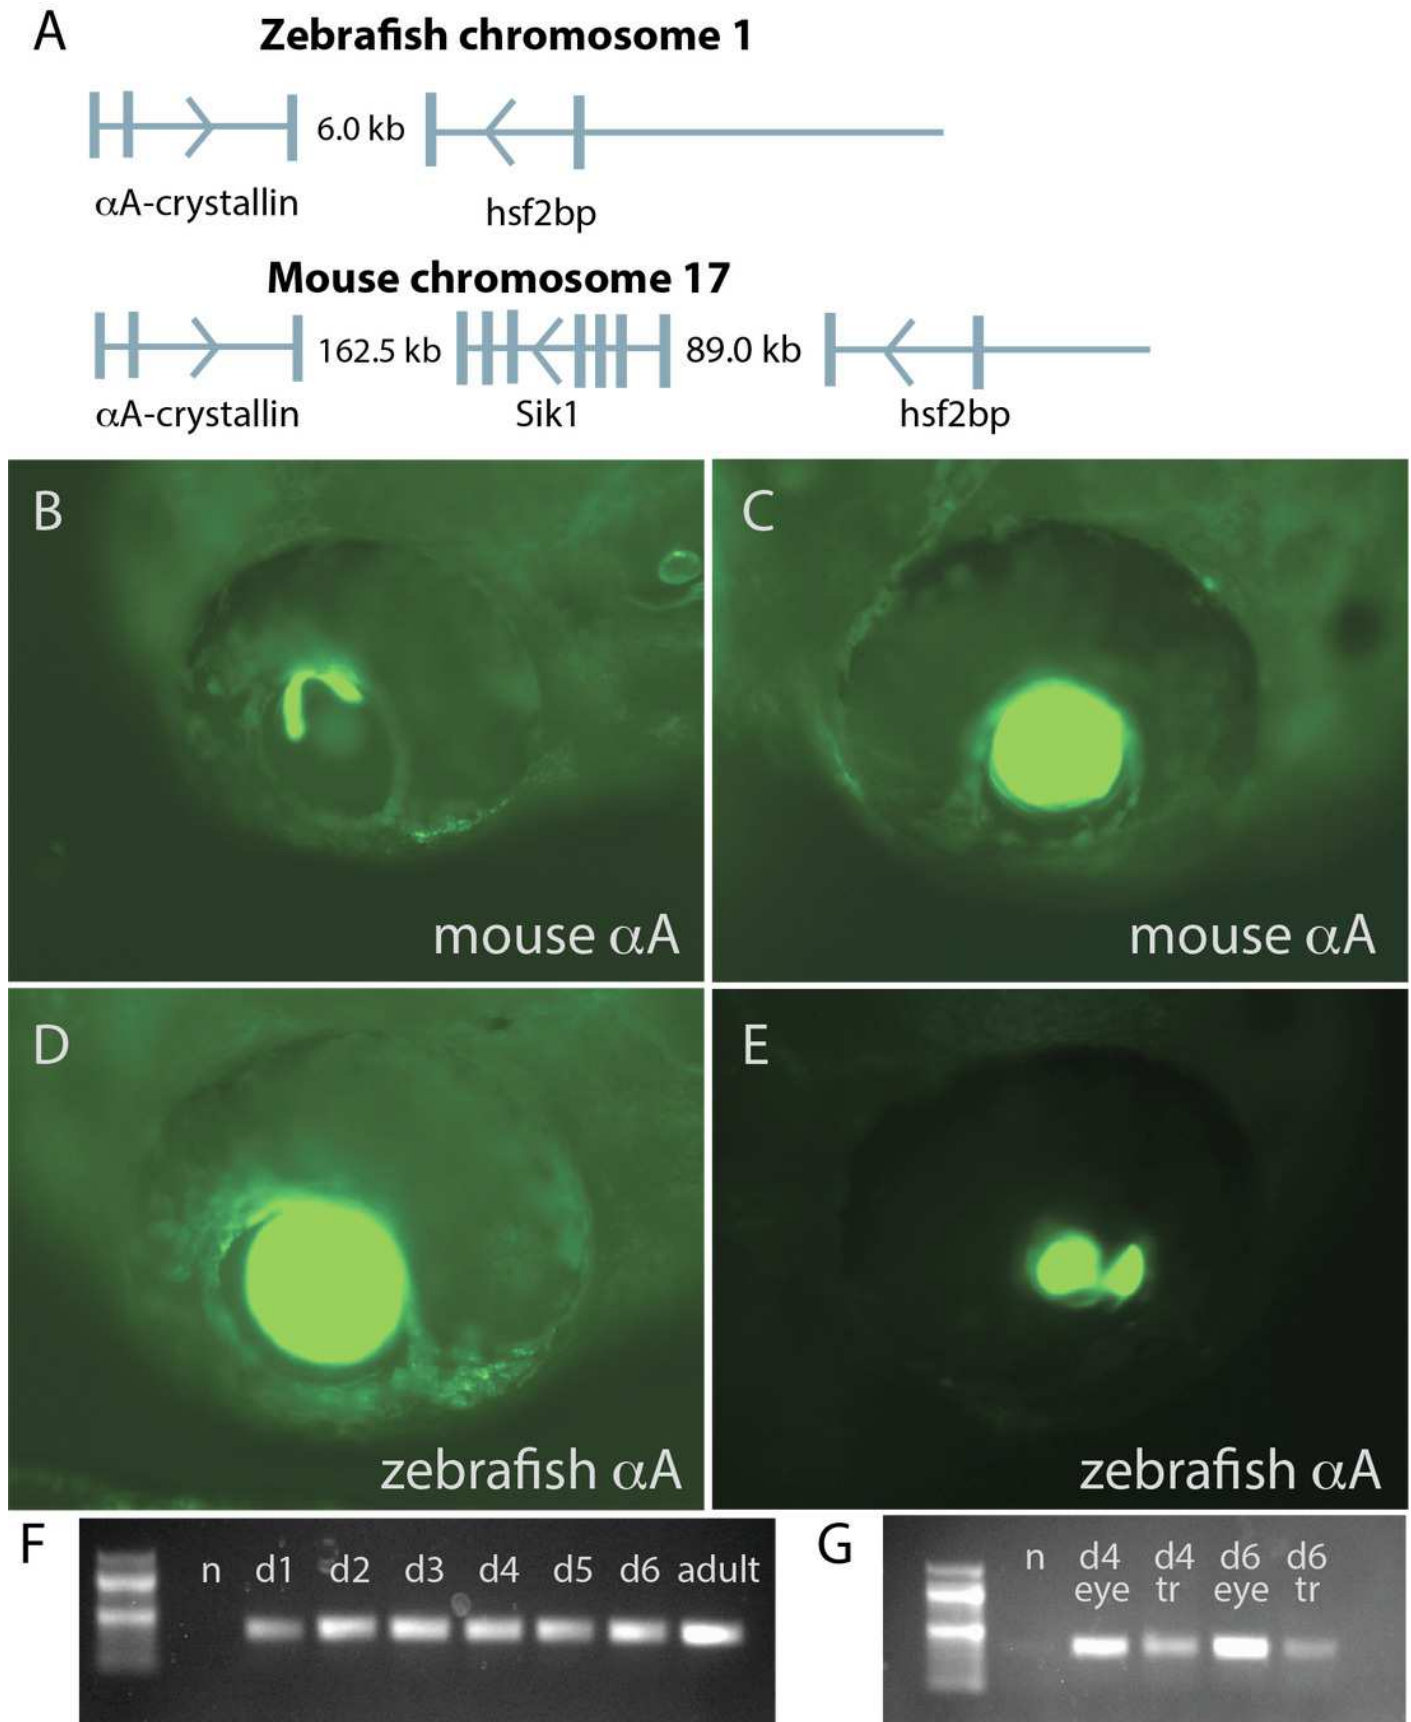 A
Zebrafish chromosome 1
6.0 kb
αA-crystallin
hsf2bp
Mouse chromosome 17
162.5 kb
89.0 kb
αA-crystallin
Sik1
hsf2bp
B
mouse αA
C
mouse αA
D
zebrafish αA
E
zebrafish αA
F
n d1 d2 d3 d4 d5 d6 adult
G
n d4 d4 d6 d6
eye tr eye tr